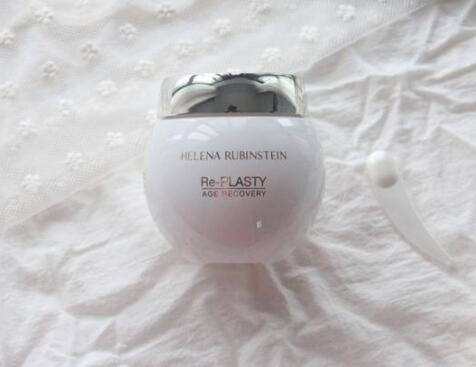 HELENA RUBINSTEIN
Re-PLASTY
AGE RECOVERY